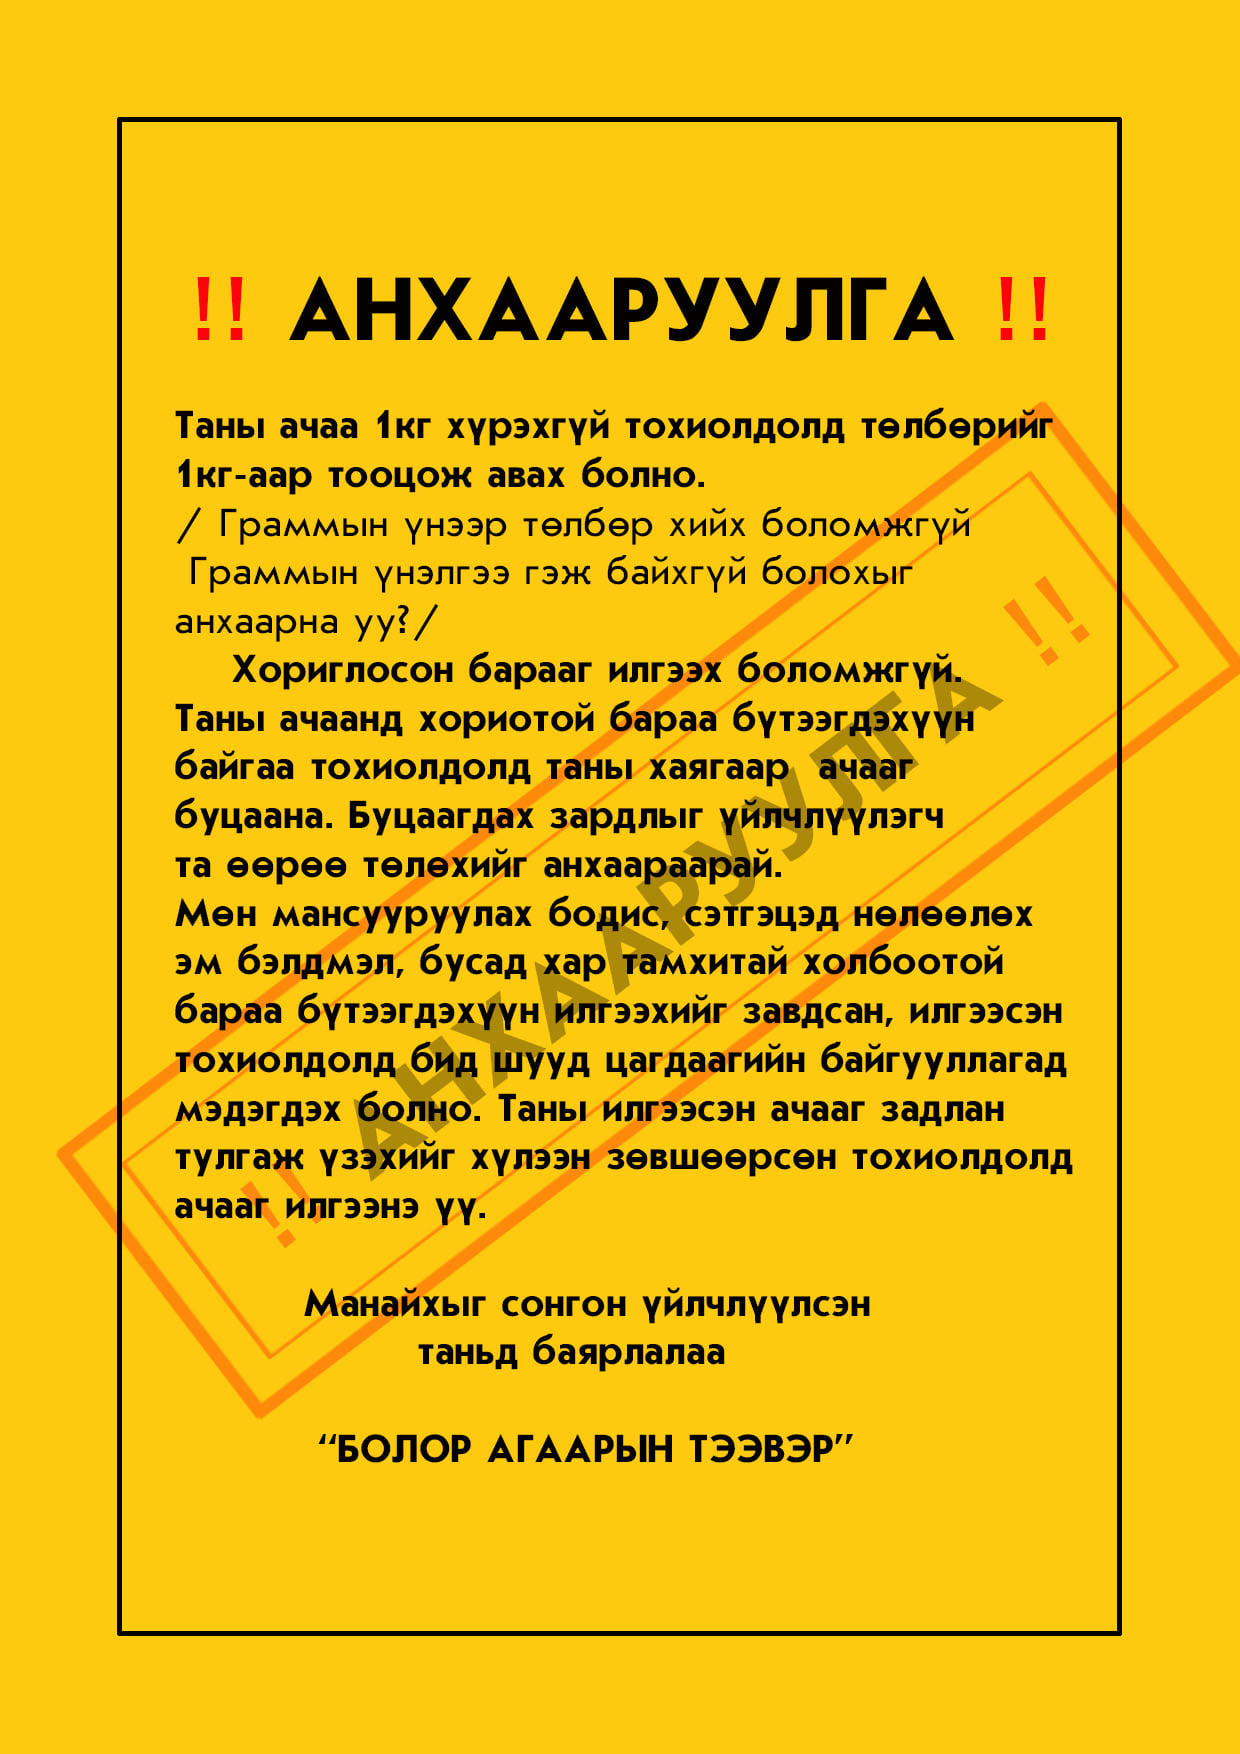 !! АНХААРУУЛГА !!
Таны ачаа 1кг хүрэхгүй тохиолдолд төлбөрийг
1кг-аар тооцож авах болно.
/ Граммын үнээр төлбөр хийх боломжгүй
Граммын үнэлгээ гэж байхгүй болохыг
анхаарна уу?/
Хориглосон барааг илгээх боломжгүй.
Таны ачаанд хориотой бараа бүтээгдэхүүн
байгаа тохиолдолд таны хаягаар ачааг
буцаана. Буцаагдах зардлыг үйлчлүүлэгч
та өөрөө төлөхийг анхаараарай.
Мөн мансууруулах бодис, сэтгэцэд нөлөөлөх
эм бэлдмэл, бусад хар тамхитай холбоотой
бараа бүтээгдэхүүн илгээхийг завдсан, илгээсэн
тохиолдолд бид шууд цагдаагийн байгууллагад
мэдэгдэх болно. Таны илгээсэн ачааг задлан
тулгаж үзэхийг хүлээн зөвшөөрсөн тохиолдолд
ачааг илгээнэ үү.
Манайхыг сонгон үйлчлүүлсэн
таньд баярлалаа
“БОЛОР АГААРЫН ТЭЭВЭР”
!! АНХААРУУЛГА !!